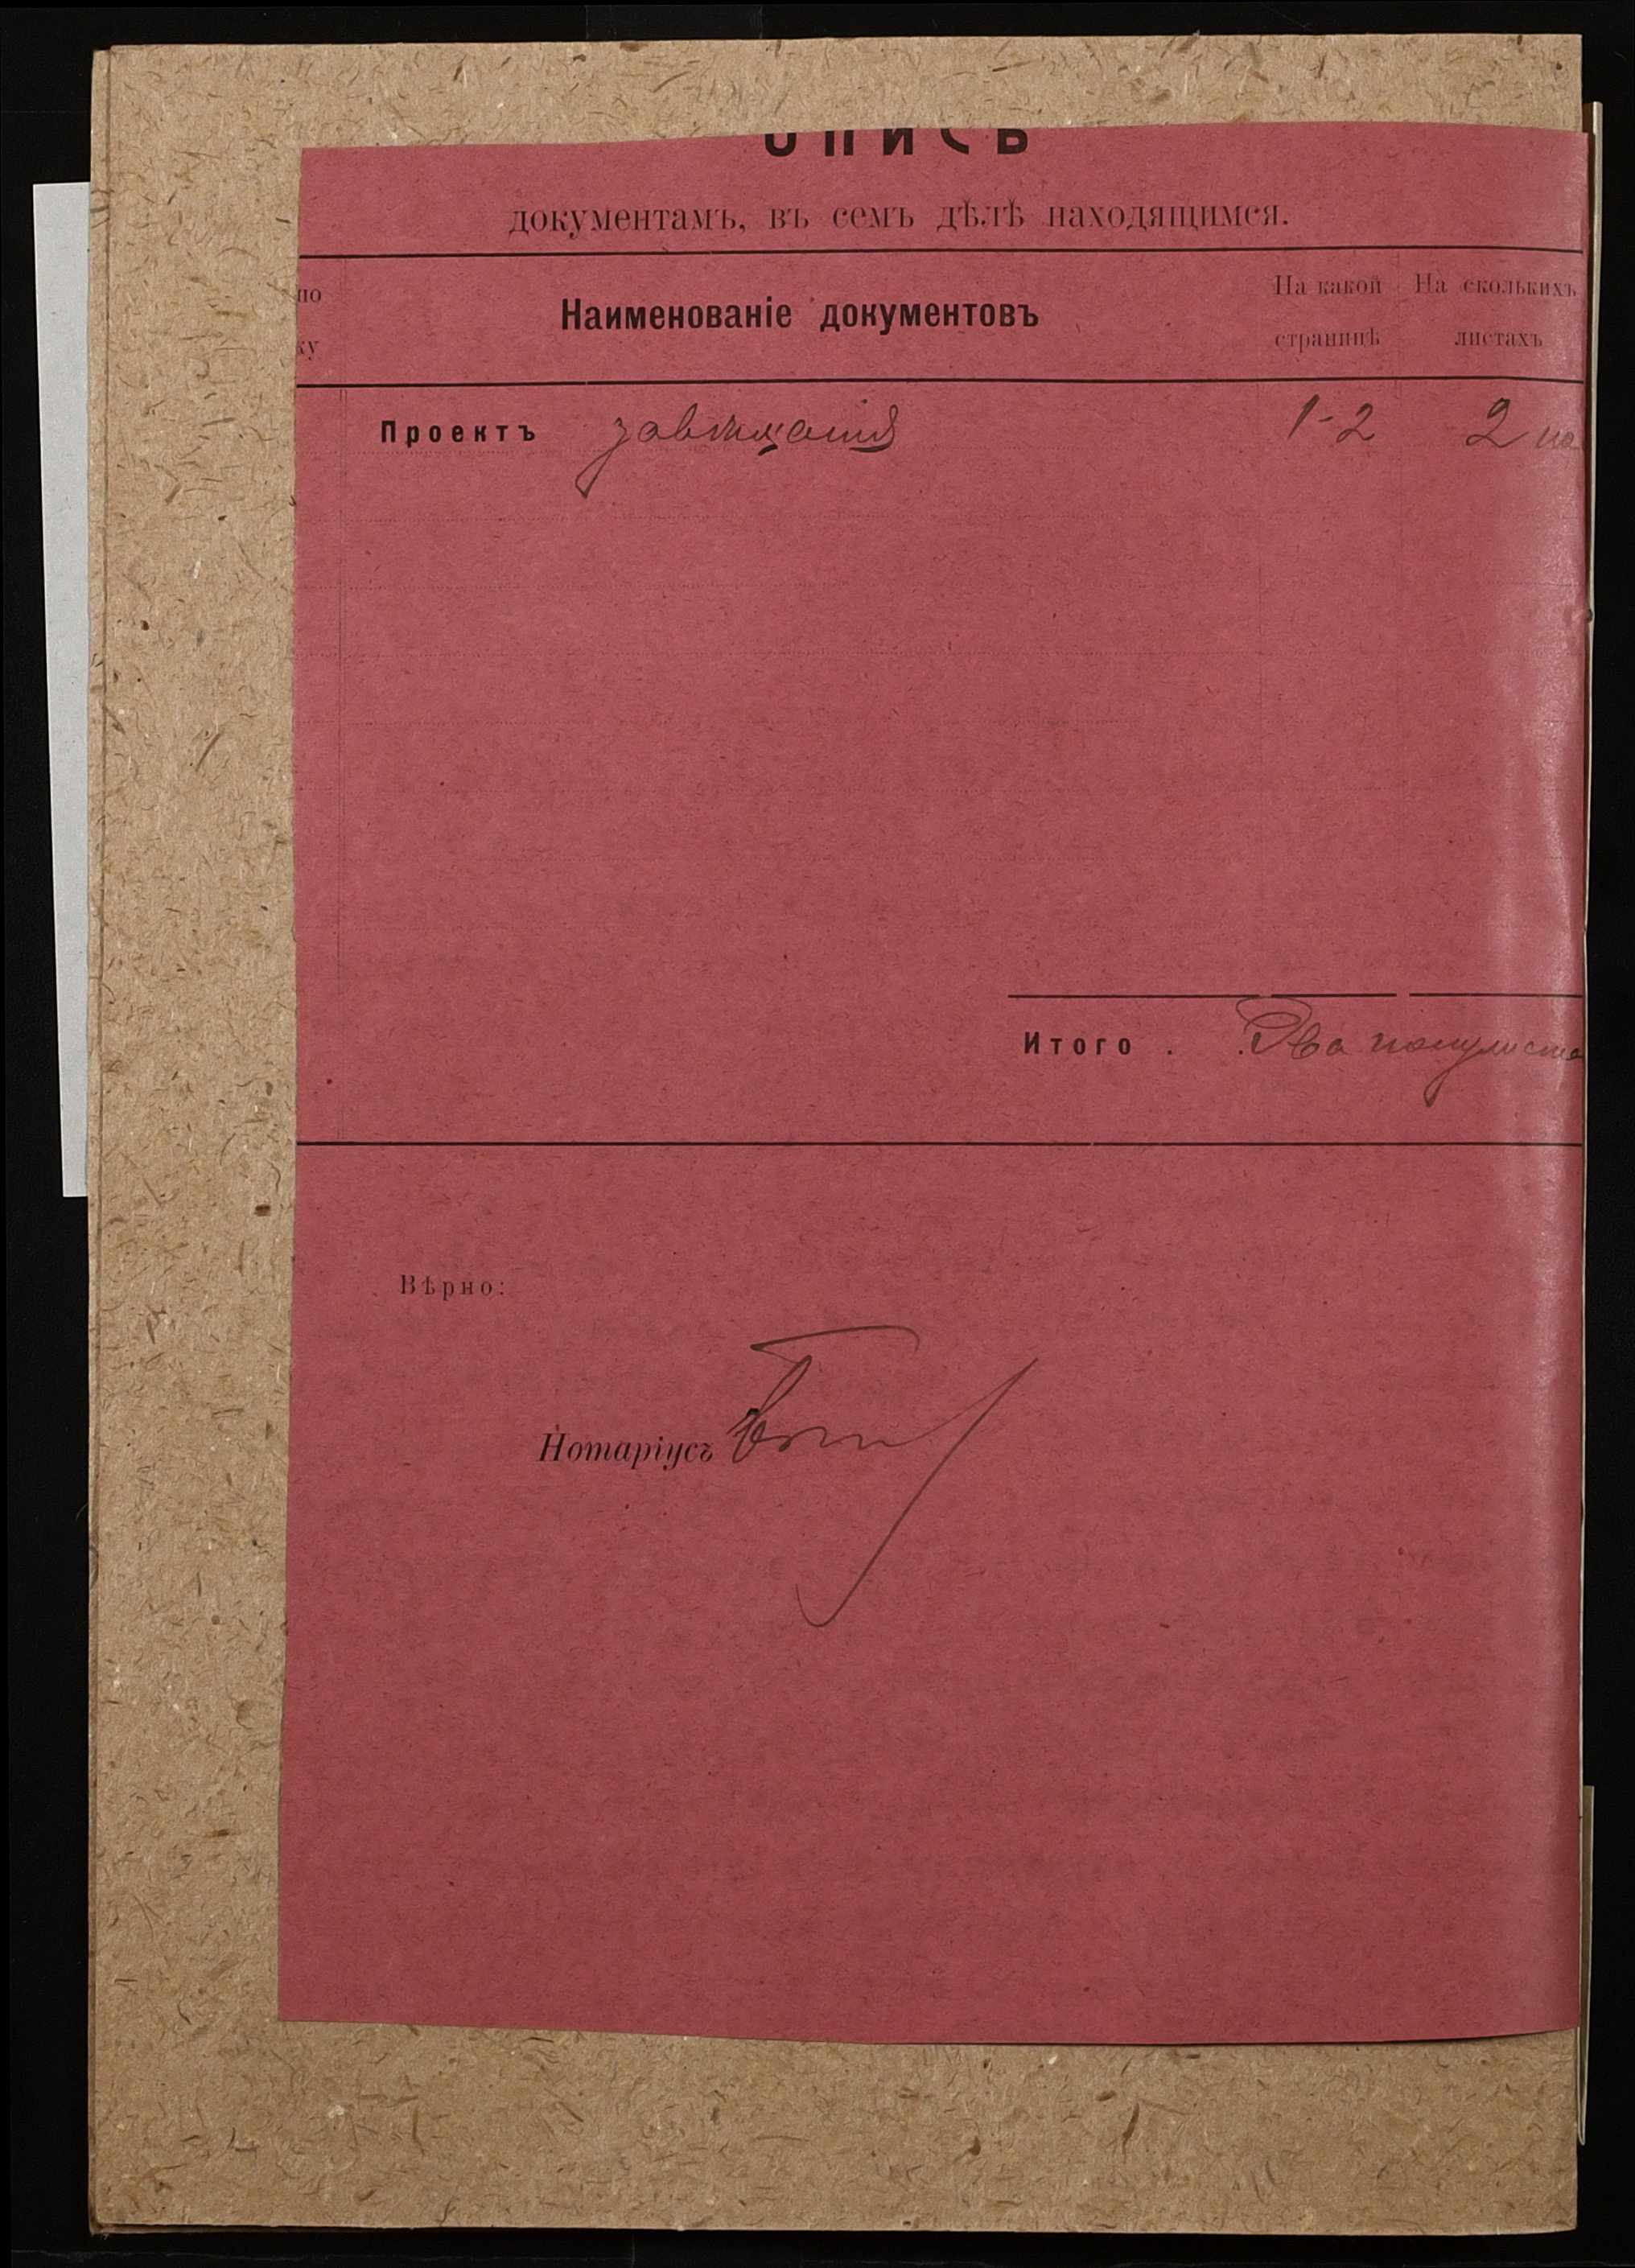 ОПИСЬ
документамъ, въ семъ дѣлѣ находящимся.
по
ку
Наименованіе документовъ
На какой
страницѣ
На сколькихъ
листахъ
Проектъ завѣщанія 1-2 2 по
Итого . Два полулиста
Вѣрно:
Нотаріусъ